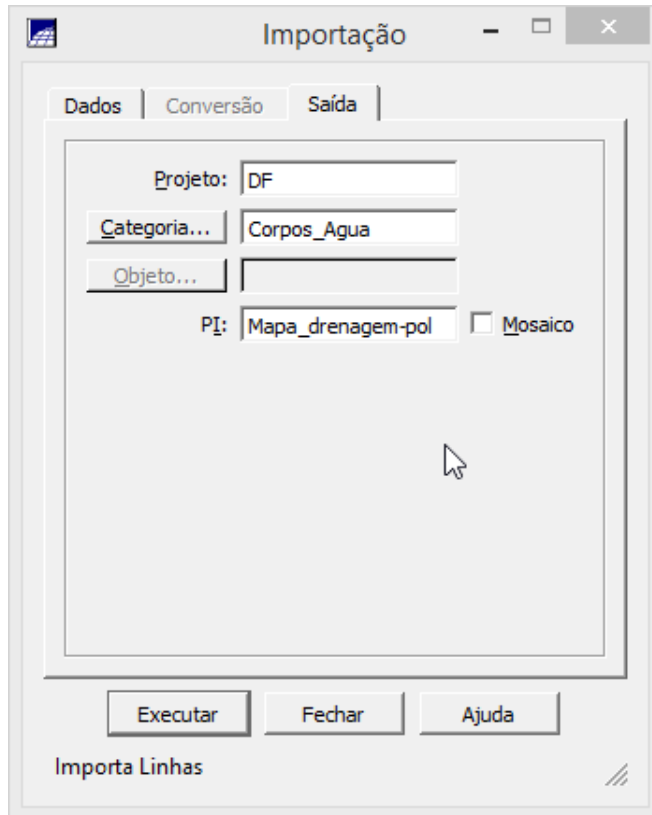 Importação
Dados Conversão Saída
Projeto: DF
Categoria... Corpos_Agua
Objeto...
PI: Mapa_drenagem-pol Mosaico
Executar Fechar Ajuda
Importa Linhas